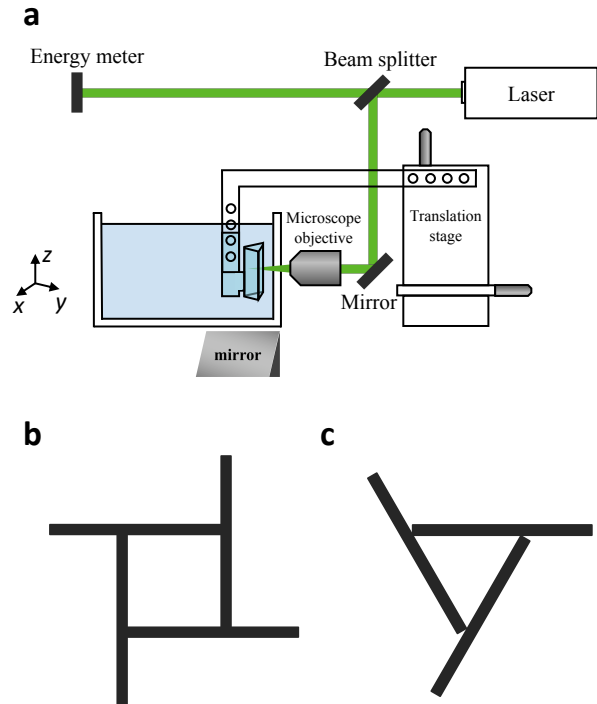 a
Energy meter
Beam splitter
Laser
Microscope
objective
Translation
stage
z
x
y
Mirror
mirror
b
c